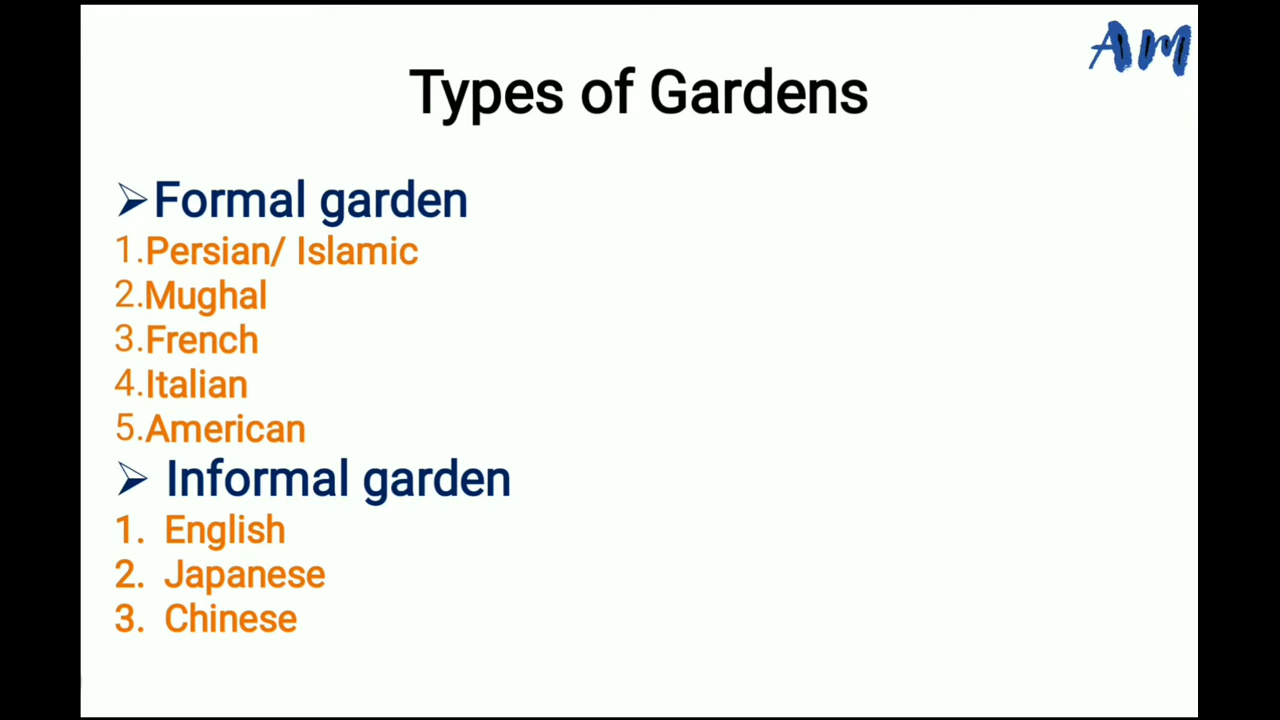 AM
Types of Gardens
➢Formal garden
1.Persian/ Islamic
2.Mughal
3.French
4.Italian
5.American
➢ Informal garden
1. English
2. Japanese
3. Chinese